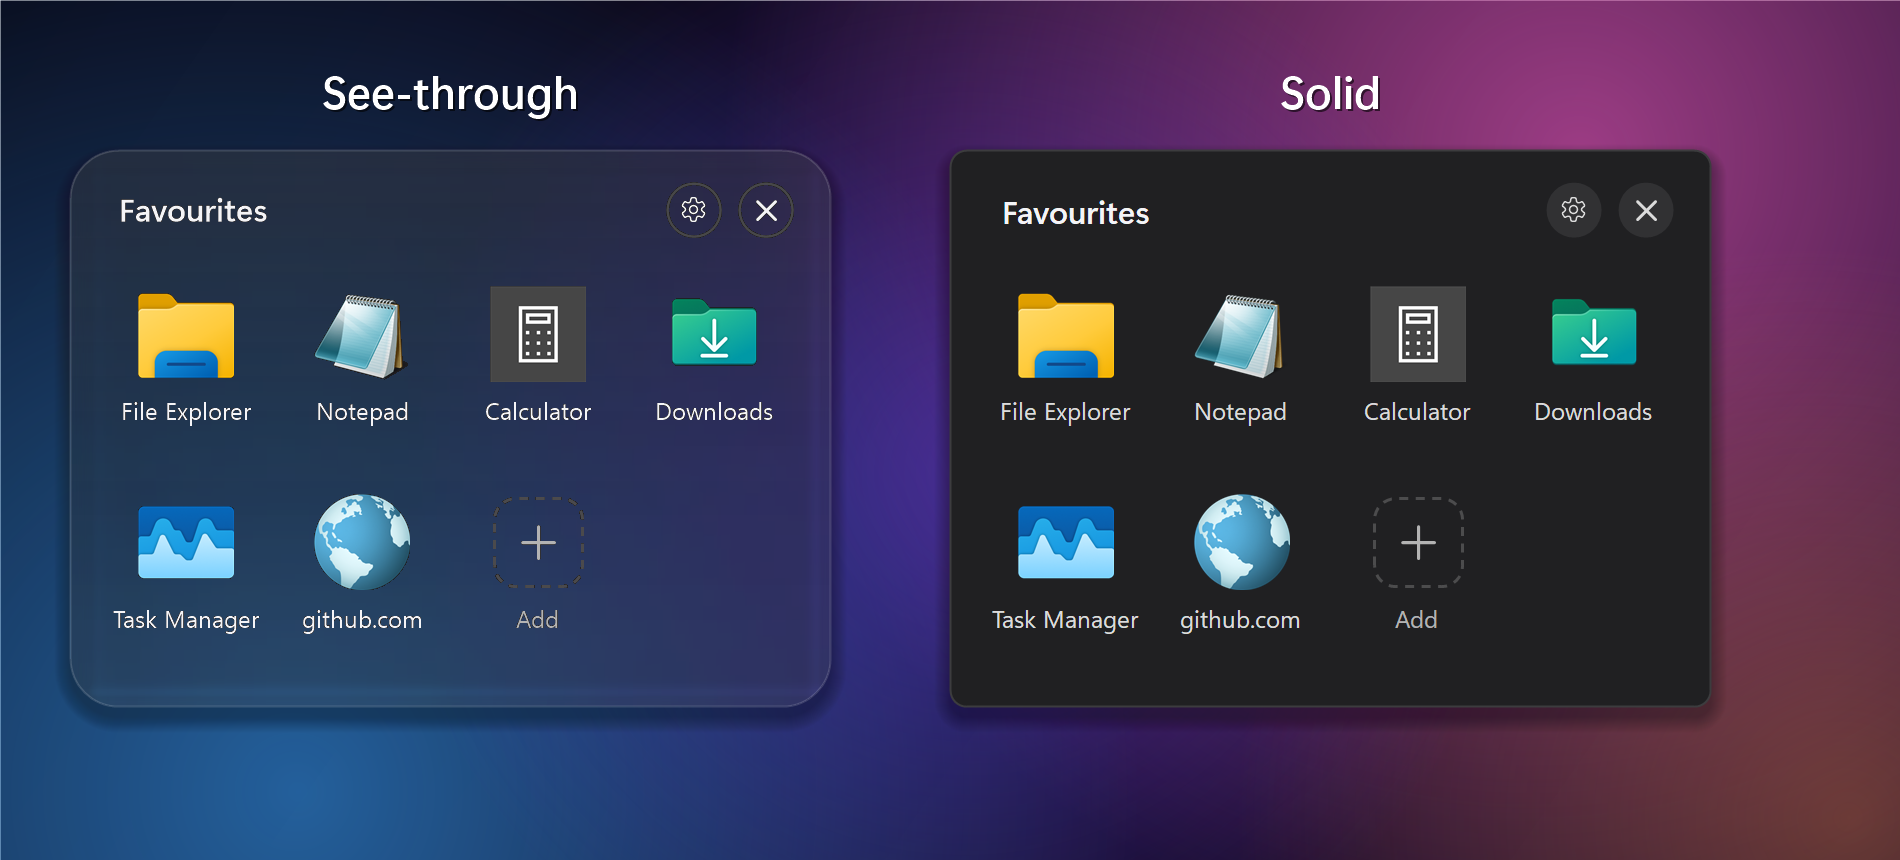 See-through
Solid
Favourites
File Explorer
Notepad
Calculator
Downloads
Task Manager
github.com
Add
Favourites
File Explorer
Notepad
Calculator
Downloads
Task Manager
github.com
Add